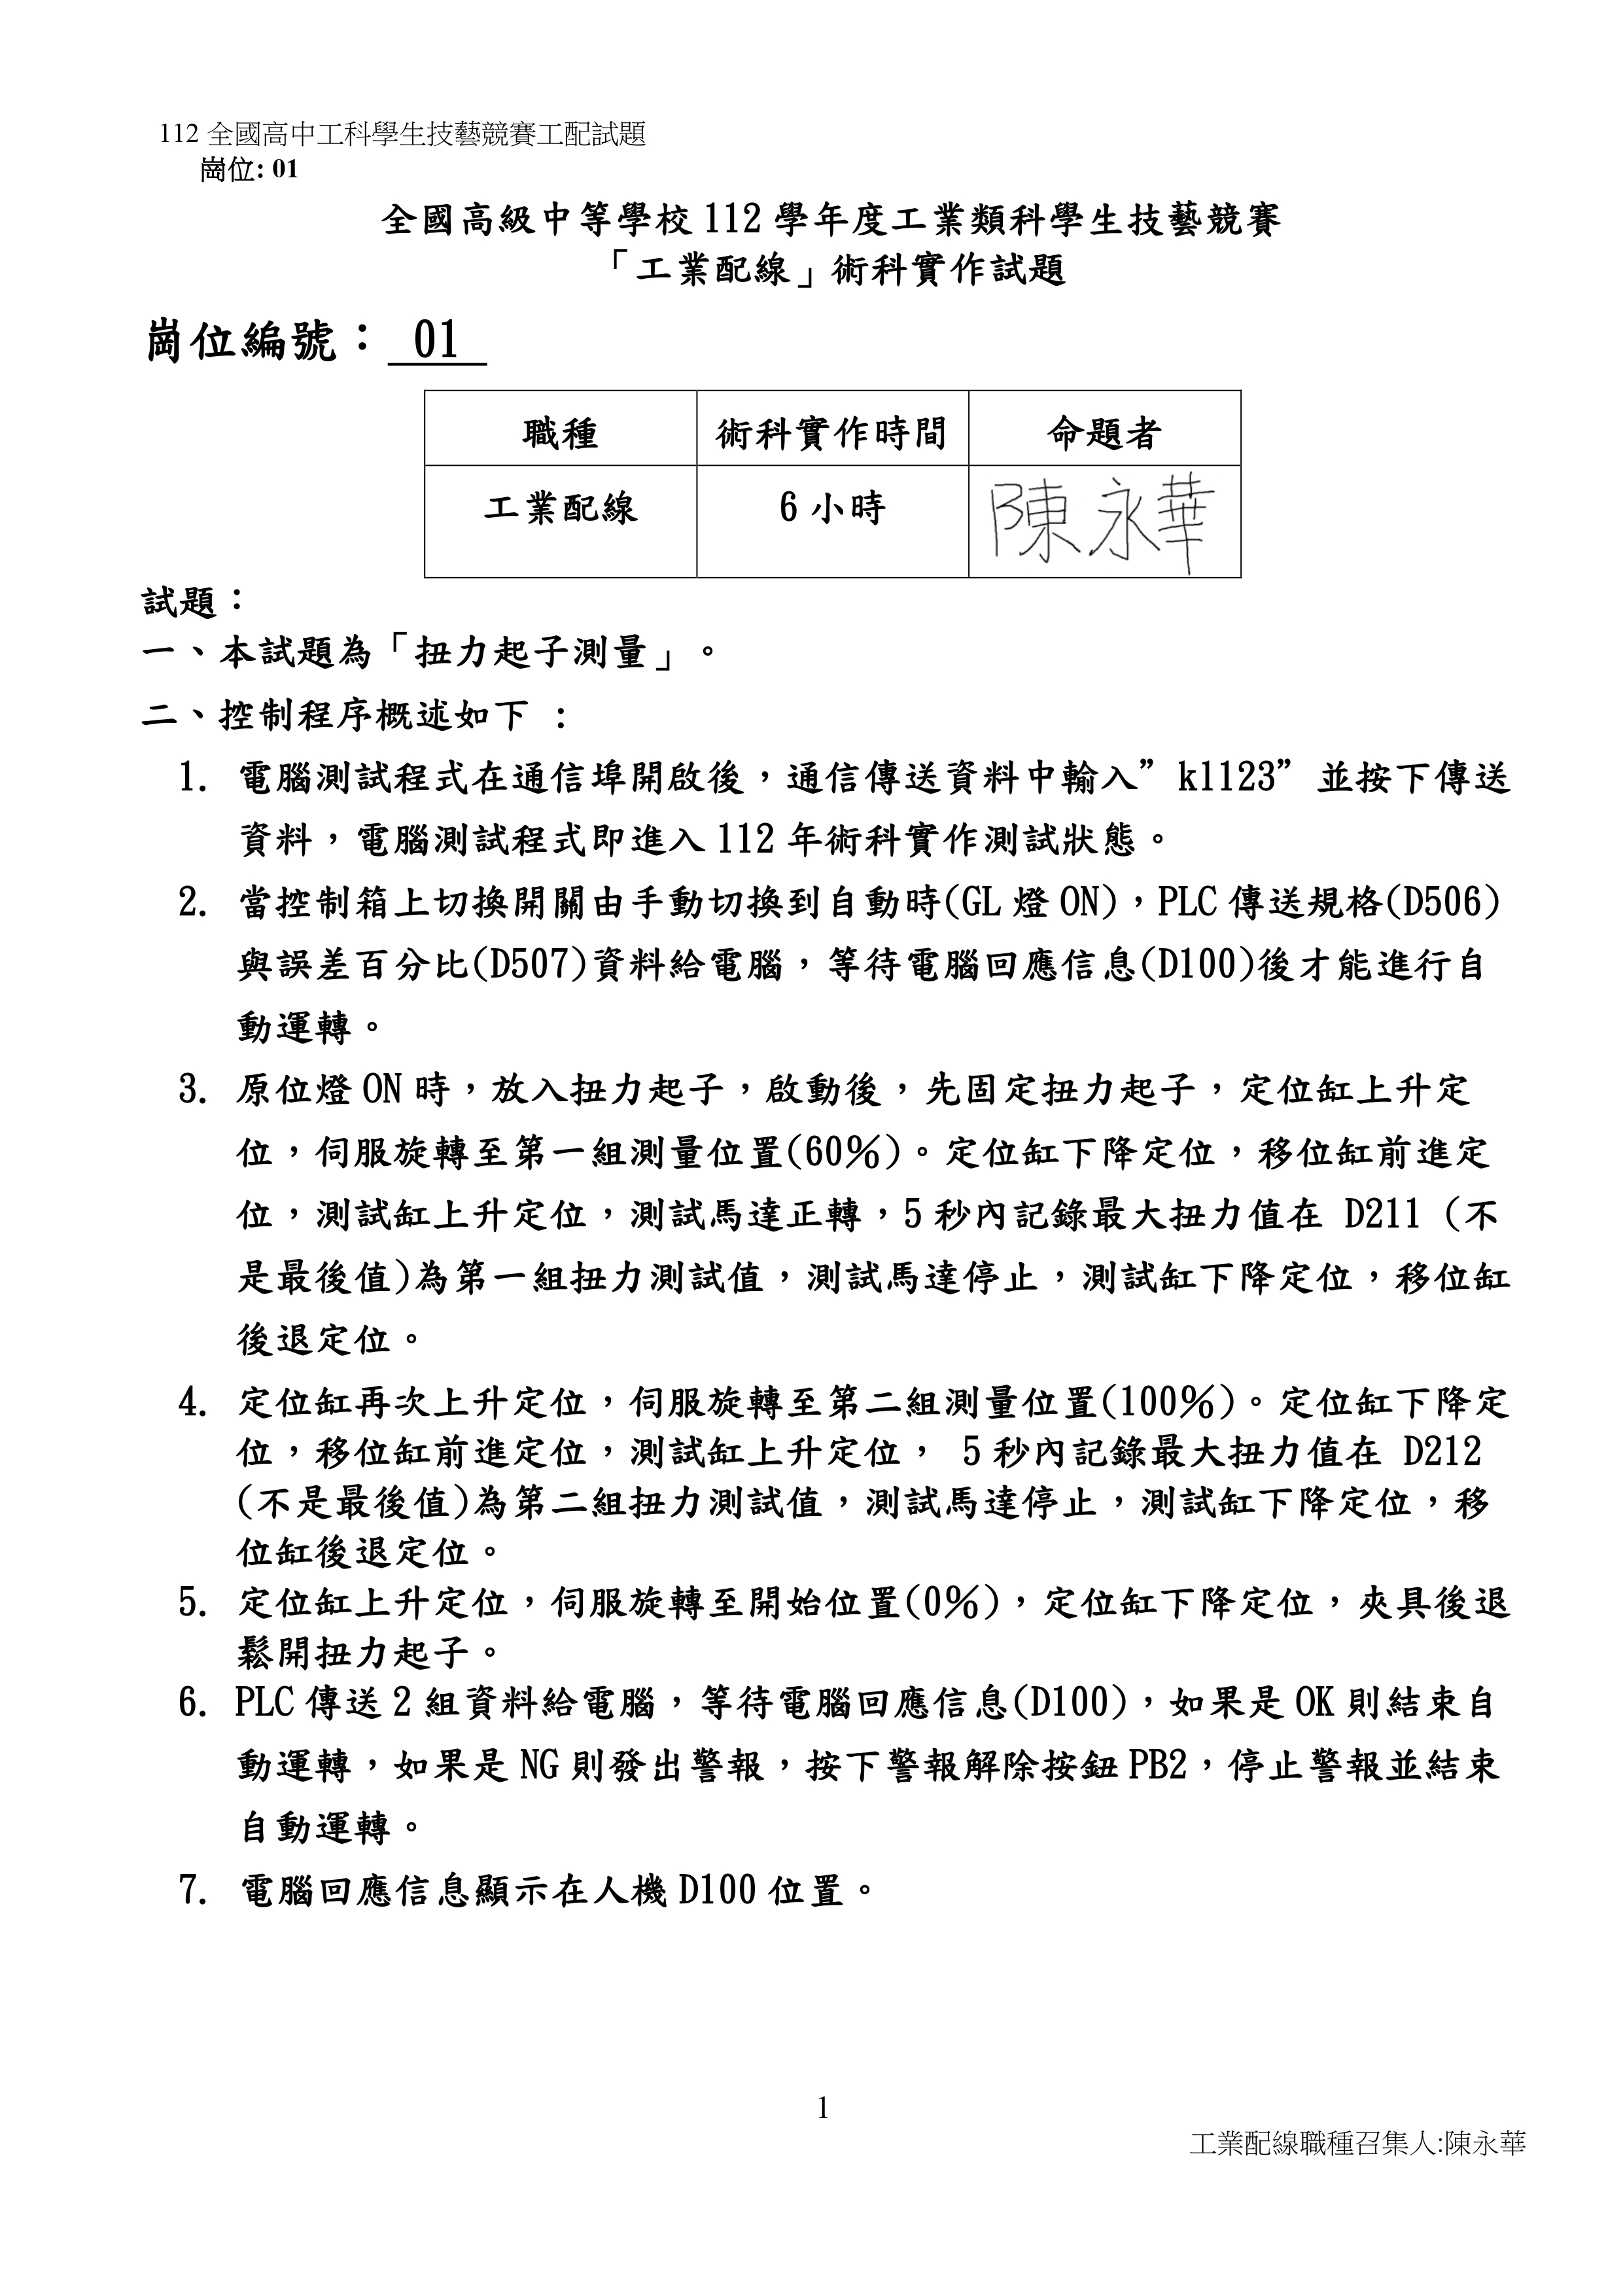 112 全國高中工科學生技藝競賽工配試題
崗位: 01
全國高級中等學校 112 學年度工業類科學生技藝競賽
「工業配線」術科實作試題
崗位編號： 01
職種 術科實作時間 命題者
工業配線 6 小時 陳永華
試題：
一、本試題為「扭力起子測量」。
二、控制程序概述如下 :
1. 電腦測試程式在通信埠開啟後，通信傳送資料中輸入”k1123”並按下傳送
資料，電腦測試程式即進入 112 年術科實作測試狀態。
2. 當控制箱上切換開關由手動切換到自動時(GL 燈 ON)，PLC 傳送規格(D506)
與誤差百分比(D507)資料給電腦，等待電腦回應信息(D100)後才能進行自
動運轉。
3. 原位燈 ON 時，放入扭力起子，啟動後，先固定扭力起子，定位缸上升定
位，伺服旋轉至第一組測量位置(60%)。定位缸下降定位，移位缸前進定
位，測試缸上升定位，測試馬達正轉，5 秒內記錄最大扭力值在 D211 (不
是最後值)為第一組扭力測試值，測試馬達停止，測試缸下降定位，移位缸
後退定位。
4. 定位缸再次上升定位，伺服旋轉至第二組測量位置(100%)。定位缸下降定
位，移位缸前進定位，測試缸上升定位， 5 秒內記錄最大扭力值在 D212
(不是最後值)為第二組扭力測試值，測試馬達停止，測試缸下降定位，移
位缸後退定位。
5. 定位缸上升定位，伺服旋轉至開始位置(0%)，定位缸下降定位，夾具後退
鬆開扭力起子。
6. PLC 傳送 2 組資料給電腦，等待電腦回應信息(D100)，如果是 OK 則結束自
動運轉，如果是 NG 則發出警報，按下警報解除按鈕 PB2，停止警報並結束
自動運轉。
7. 電腦回應信息顯示在人機 D100 位置。
1
工業配線職種召集人:陳永華